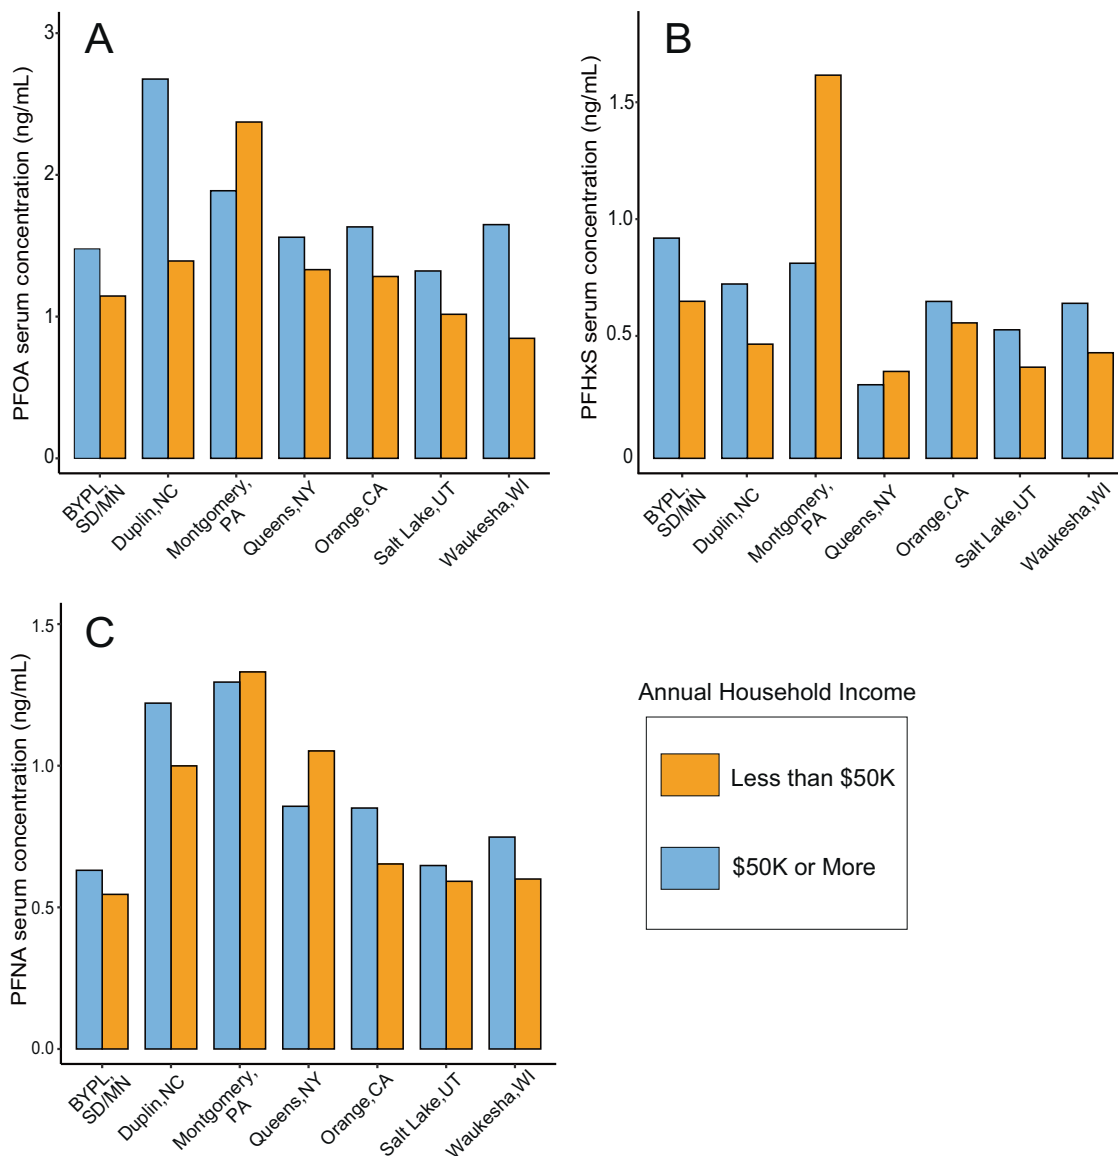 A
PFOA serum concentration (ng/mL)
3
2
1
0
BYPL,
SD/MN
Duplin,NC
Montgomery,
PA
Queens,NY
Orange,CA
Salt Lake,UT
Waukesha,WI
B
PFHxS serum concentration (ng/mL)
1.5
1.0
0.5
0
BYPL,
SD/MN
Duplin,NC
Montgomery,
PA
Queens,NY
Orange,CA
Salt Lake,UT
Waukesha,WI
C
PFNA serum concentration (ng/mL)
1.5
1.0
0.5
0.0
BYPL,
SD/MN
Duplin,NC
Montgomery,
PA
Queens,NY
Orange,CA
Salt Lake,UT
Waukesha,WI
Annual Household Income
Less than $50K
$50K or More